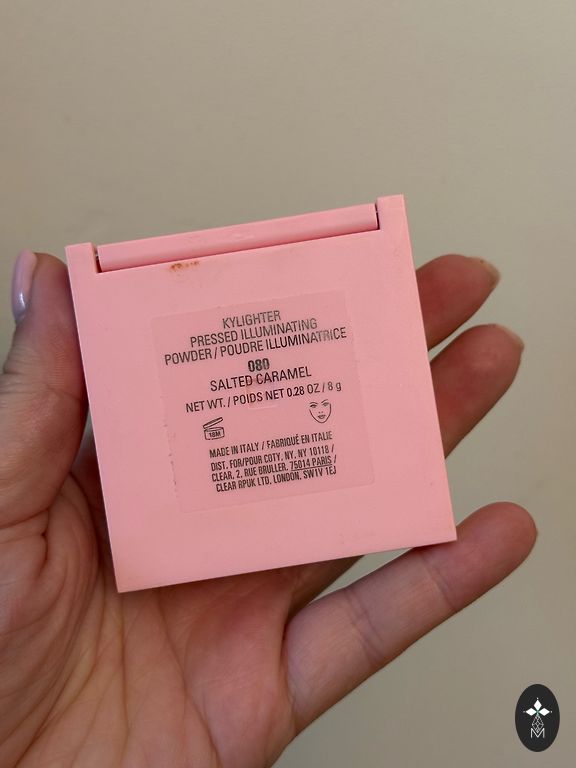 KYLIGHTER
PRESSED ILLUMINATING
POWDER / POUDRE ILLUMINATRICE
080
SALTED CARAMEL
NET WT. / POIDS NET 0.28 OZ / 8 g
18M
MADE IN ITALY / FABRIQUÉ EN ITALIE
DIST. FOR/POUR COTY, NY, NY 10118 /
CLEAR, 2, RUE BRULLER, 75014 PARIS /
CLEAR RPUK LTD, LONDON, SW1V 1EJ
M